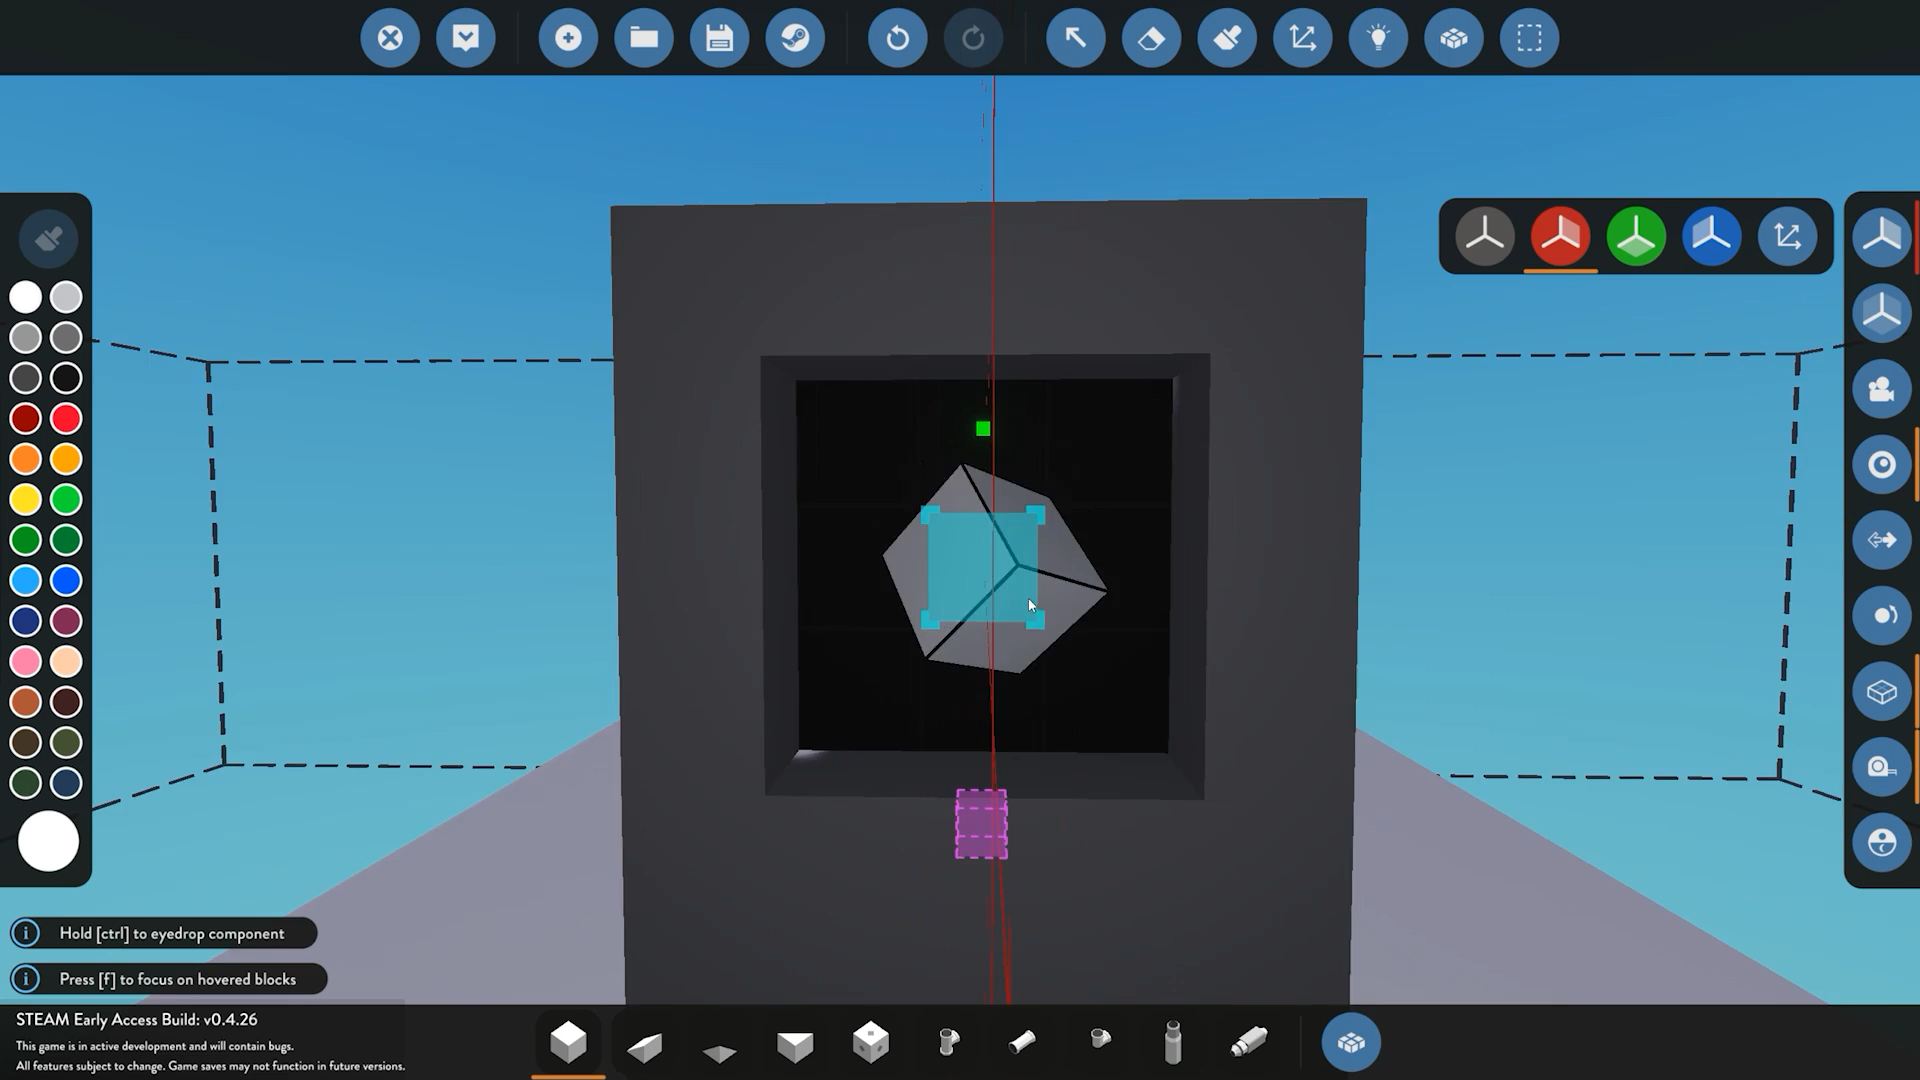 Hold [ctrl] to eyedrop component
Press [f] to focus on hovered blocks
STEAM Early Access Build: v0.4.26
This game is in active development and will contain bugs.
All features subject to change. Game saves may not function in future versions.